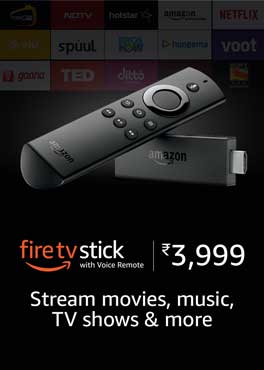 NDTV
hotstar
amazon
NETFLIX
spuul
hungama
voot
gaana
TED
ditto
amazon
amazon
fire tv stick
with Voice Remote
₹3,999
Stream movies, music,
TV shows & more